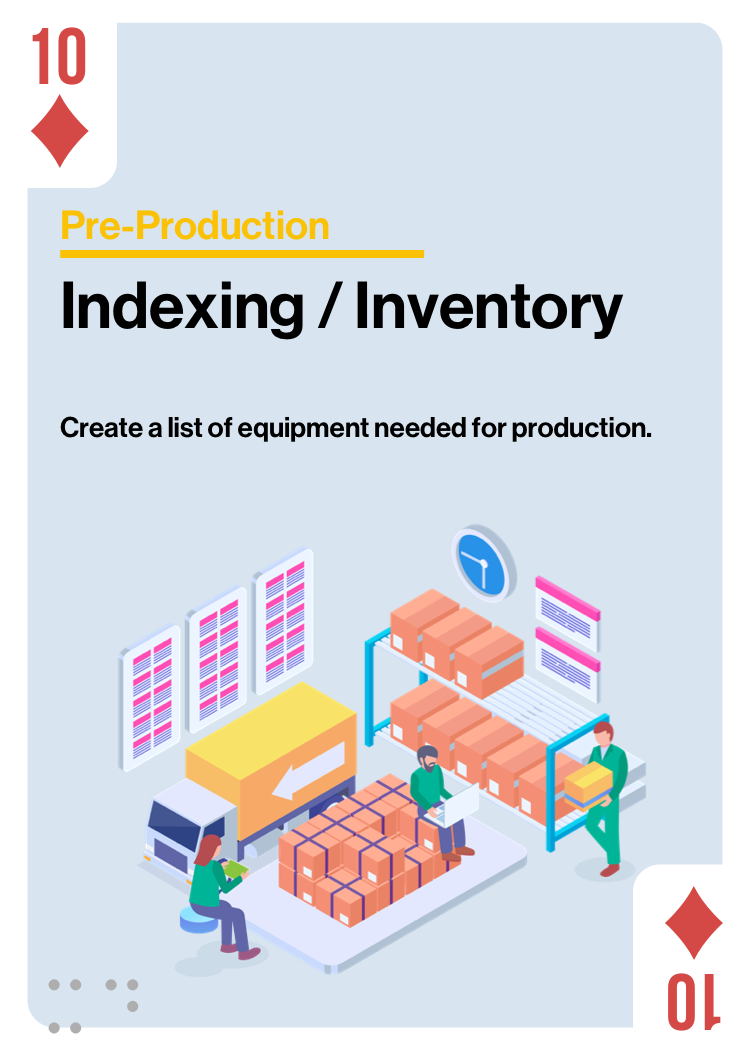 10
Pre-Production
Indexing / Inventory
Create a list of equipment needed for production.
10